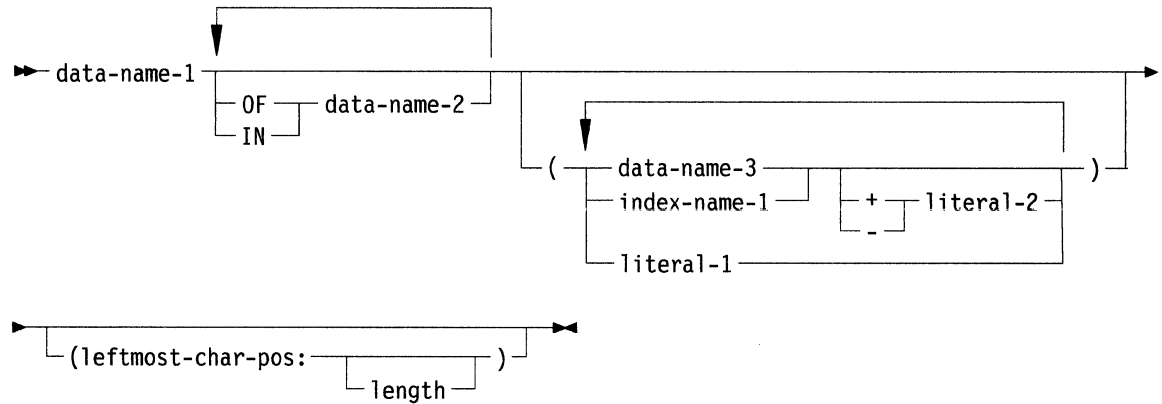 data-name-1
OF data-name-2
IN
( data-name-3 )
index-name-1 + literal-2
-
literal-1
(leftmost-char-pos: )
length